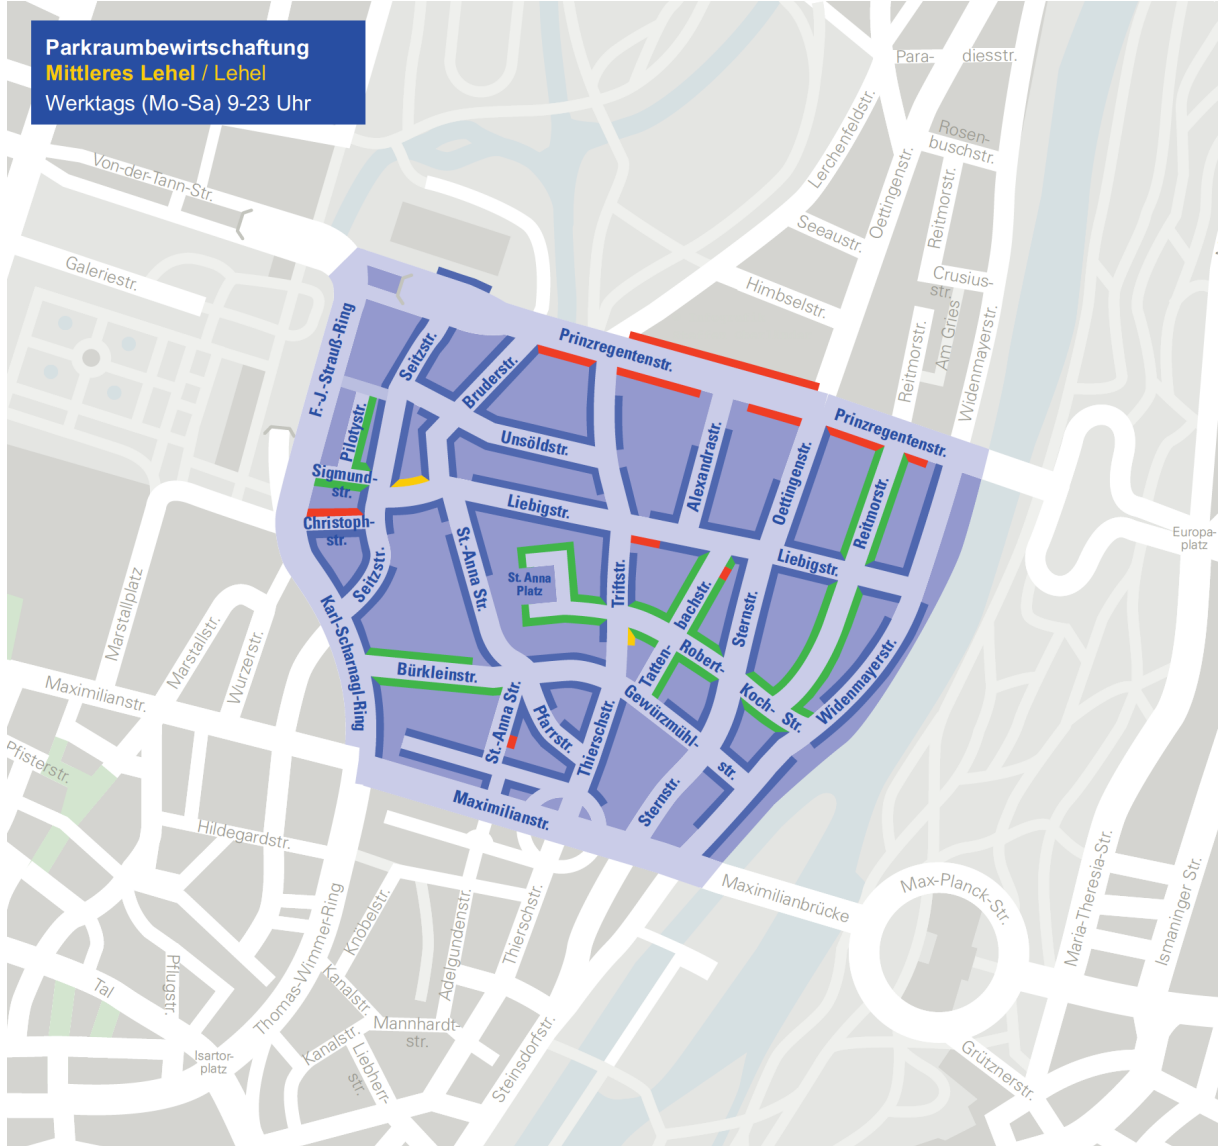 Parkraumbewirtschaftung
Mittleres Lehel / Lehel
Werktags (Mo-Sa) 9-23 Uhr
Para-
diesstr.
Rosen-
buschstr.
Lerchenfeldstr.
Oettingenstr.
Reitmorstr.
Von-der-Tann-Str.
Seeaustr.
Galeriestr.
Crusius-
str.
Himbselstr.
Am Gries
Reitmorstr.
Widenmayerstr.
F.-J.-Strauß-Ring
Seitzstr.
Bruderstr.
Prinzregentenstr.
Prinzregentenstr.
Pilotystr.
Unsöldstr.
Alexandrastr.
Oettingenstr.
Reitmorstr.
Sigmund-
str.
Liebigstr.
Christoph-
str.
Europa-
platz
Seitzstr.
St.-Anna Str.
St. Anna
Platz
Triftstr.
Liebigstr.
Tatten-
bachstr.
Sternstr.
Marstallplatz
Marstallstr.
Wurzerstr.
Karl-Scharnagl-Ring
Bürkleinstr.
Robert-
Koch-
Str.
Widenmayerstr.
Maximilianstr.
Gewürzmühl-
str.
St.-Anna Str.
Pfarrstr.
Thierschstr.
Pfisterstr.
Sternstr.
Maximilianstr.
Hildegardstr.
Maximilianbrücke
Max-Planck-Str.
Maria-Theresia-Str.
Ismaninger Str.
Knöbelstr.
Adelgundenstr.
Thierschstr.
Thomas-Wimmer-Ring
Pflugstr.
Tal
Kanalstr.
Mannhardt-
str.
Kanalstr.
Liebherr-
str.
Isartor-
platz
Steinsdorfstr.
Grütznerstr.